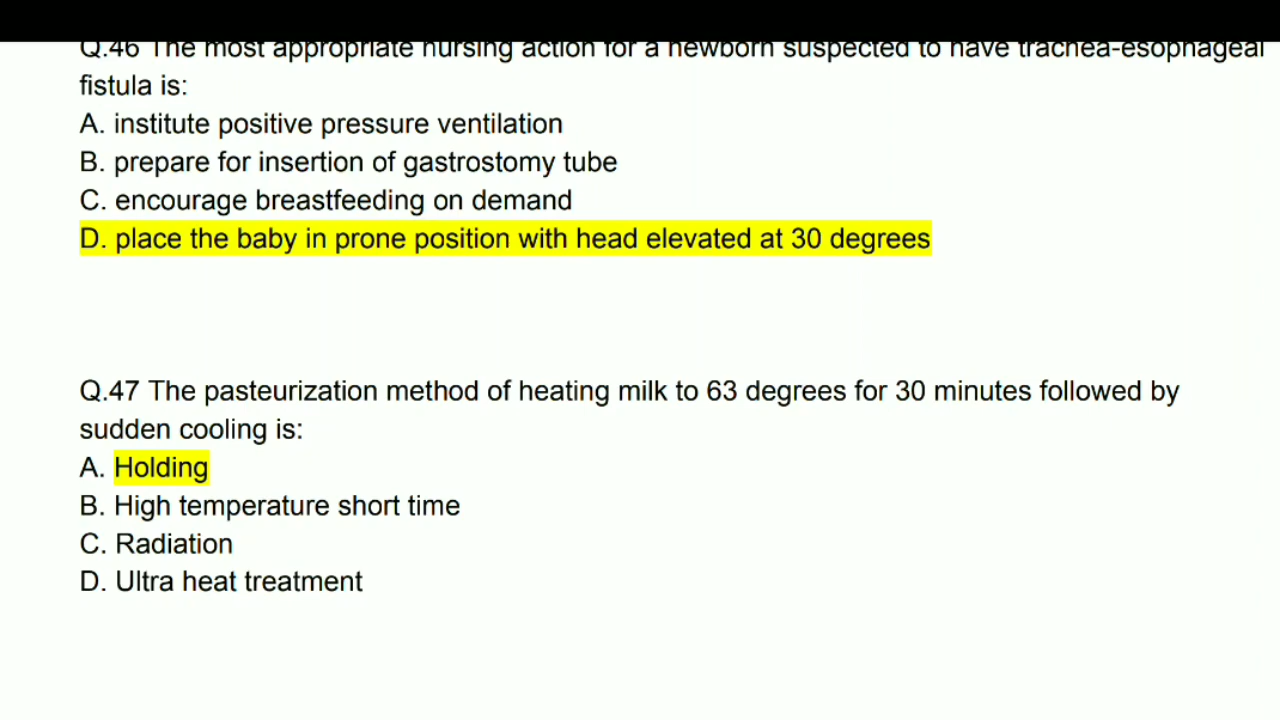 Q.46 The most appropriate nursing action for a newborn suspected to have trachea-esophageal
fistula is:
A. institute positive pressure ventilation
B. prepare for insertion of gastrostomy tube
C. encourage breastfeeding on demand
D. place the baby in prone position with head elevated at 30 degrees
Q.47 The pasteurization method of heating milk to 63 degrees for 30 minutes followed by
sudden cooling is:
A. Holding
B. High temperature short time
C. Radiation
D. Ultra heat treatment